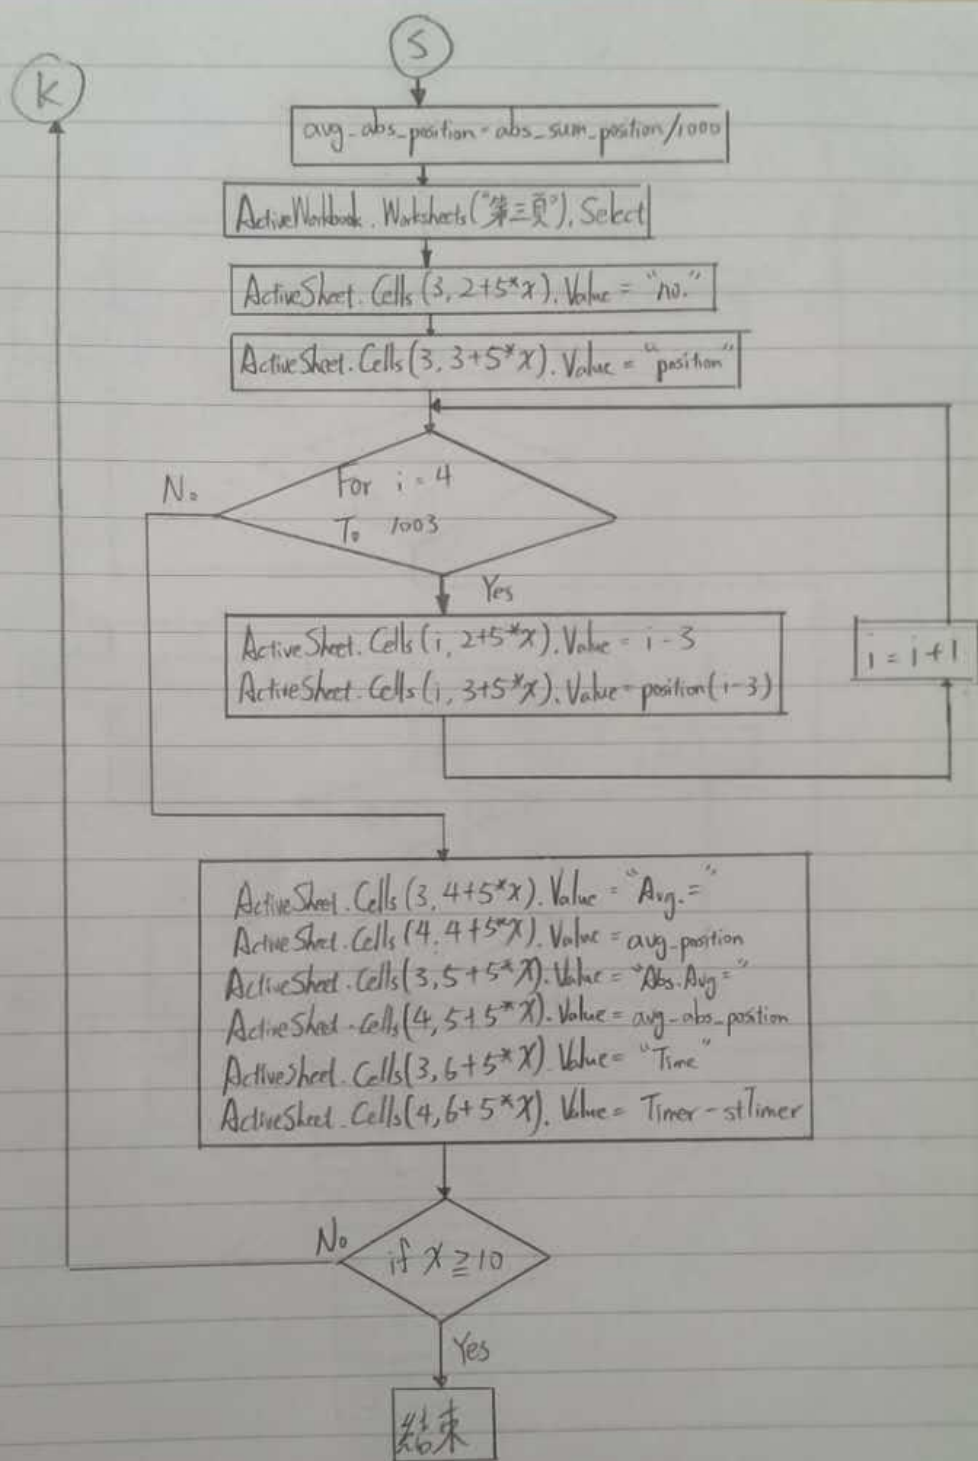 S
K
avg_abs_position = abs_sum_position/1000
ActiveWorkbook.Worksheets("第三頁").Select
ActiveSheet.Cells(3, 2+5*X).Value = "no."
ActiveSheet.Cells(3, 3+5*X).Value = "position"
For i = 4
No
To 1003
Yes
ActiveSheet.Cells(i, 2+5*X).Value = i-3
i = i+1
ActiveSheet.Cells(i, 3+5*X).Value = position(i-3)
ActiveSheet.Cells(3, 4+5*X).Value = "Avg.="
ActiveSheet.Cells(4, 4+5*X).Value = avg_position
ActiveSheet.Cells(3, 5+5*X).Value = "Abs.Avg="
ActiveSheet.Cells(4, 5+5*X).Value = avg_abs_position
ActiveSheet.Cells(3, 6+5*X).Value = "Time"
ActiveSheet.Cells(4, 6+5*X).Value = Timer-stTimer
No
if X ≧ 10
Yes
結束